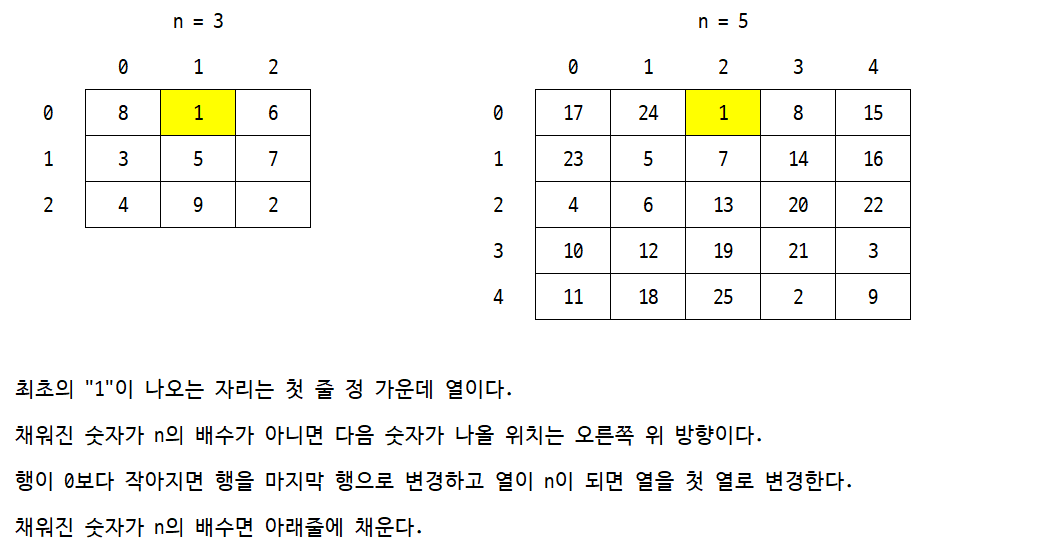 n = 3 n = 5
0 1 2 0 1 2 3 4
0 8 1 6 0 17 24 1 8 15
1 3 5 7 1 23 5 7 14 16
2 4 9 2 2 4 6 13 20 22
3 10 12 19 21 3
4 11 18 25 2 9
최초의 "1"이 나오는 자리는 첫 줄 정 가운데 열이다.
채워진 숫자가 n의 배수가 아니면 다음 숫자가 나올 위치는 오른쪽 위 방향이다.
행이 0보다 작아지면 행을 마지막 행으로 변경하고 열이 n이 되면 열을 첫 열로 변경한다.
채워진 숫자가 n의 배수면 아래줄에 채운다.